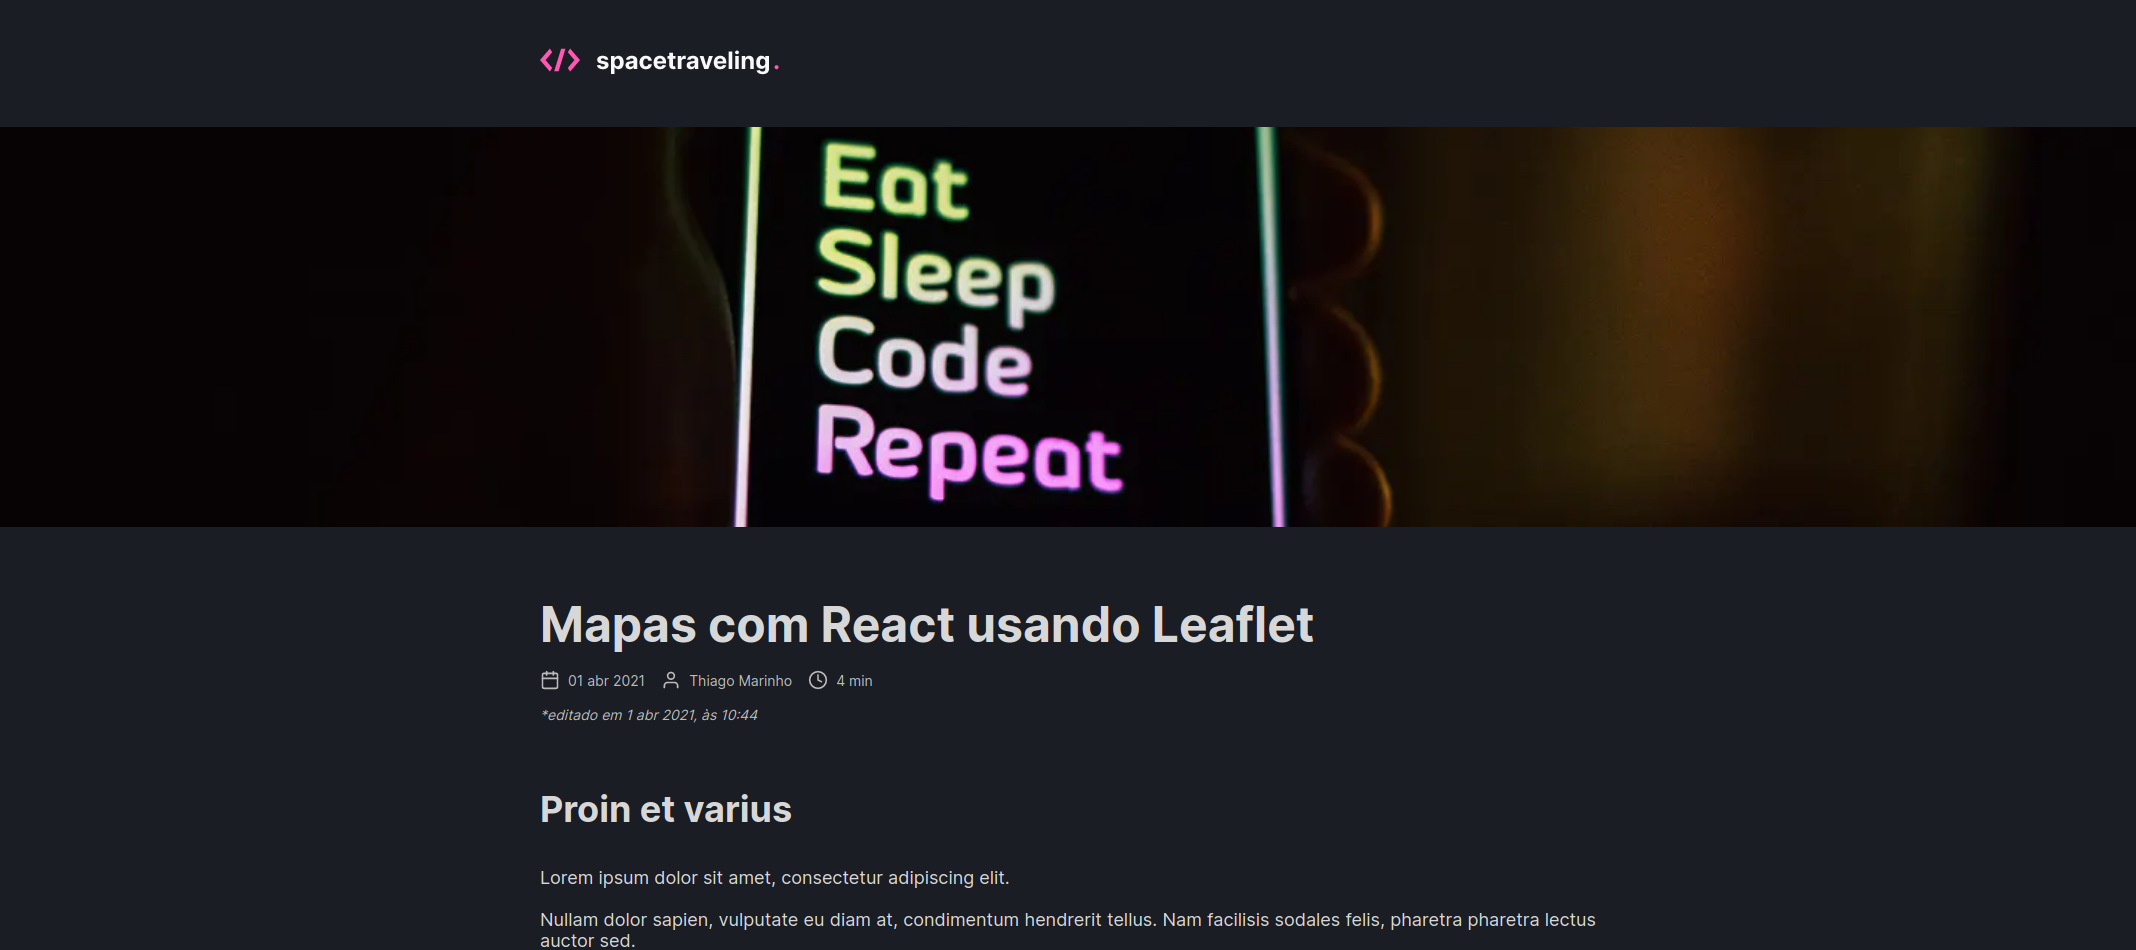 </> spacetraveling.
Eat
Sleep
Code
Repeat
Mapas com React usando Leaflet
01 abr 2021 Thiago Marinho 4 min
*editado em 1 abr 2021, às 10:44
Proin et varius
Lorem ipsum dolor sit amet, consectetur adipiscing elit.
Nullam dolor sapien, vulputate eu diam at, condimentum hendrerit tellus. Nam facilisis sodales felis, pharetra pharetra lectus
auctor sed.